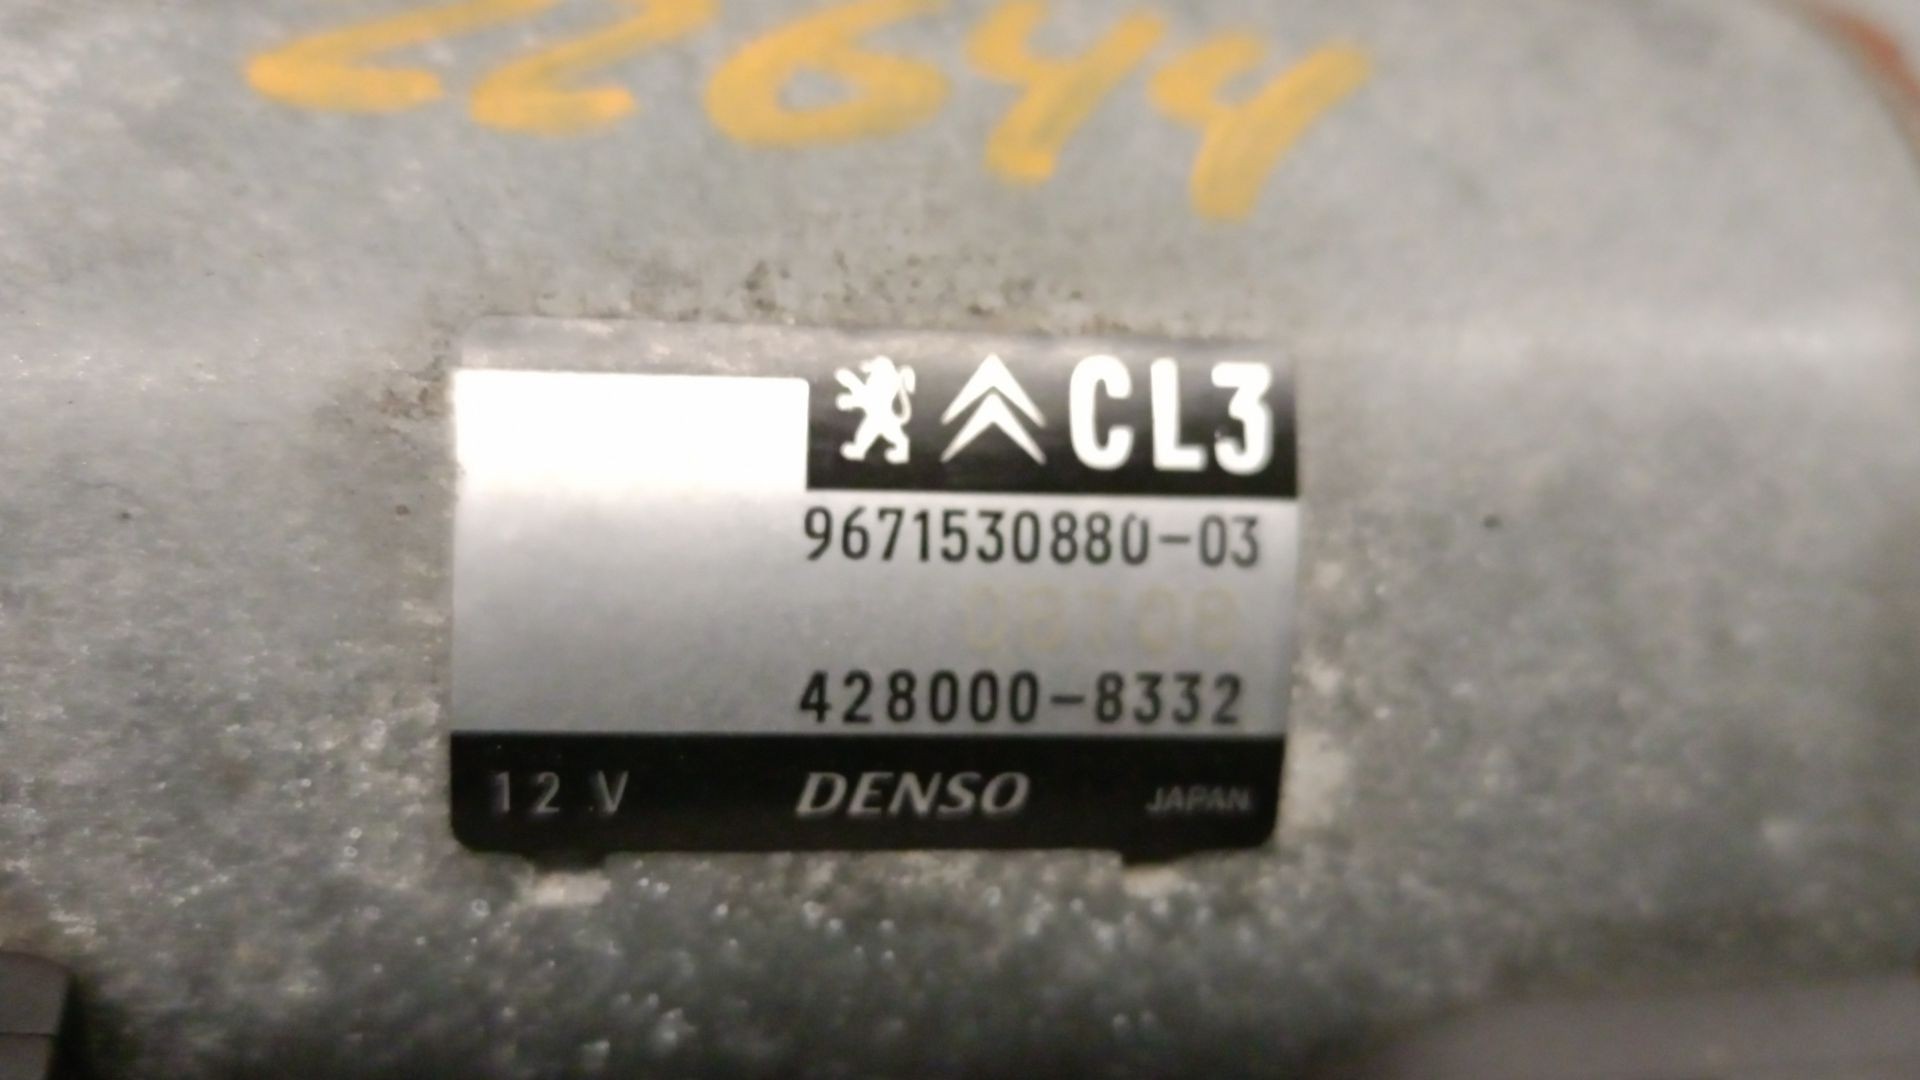 22644
CL3
9671530880-03
428000-8332
12 V DENSO JAPAN